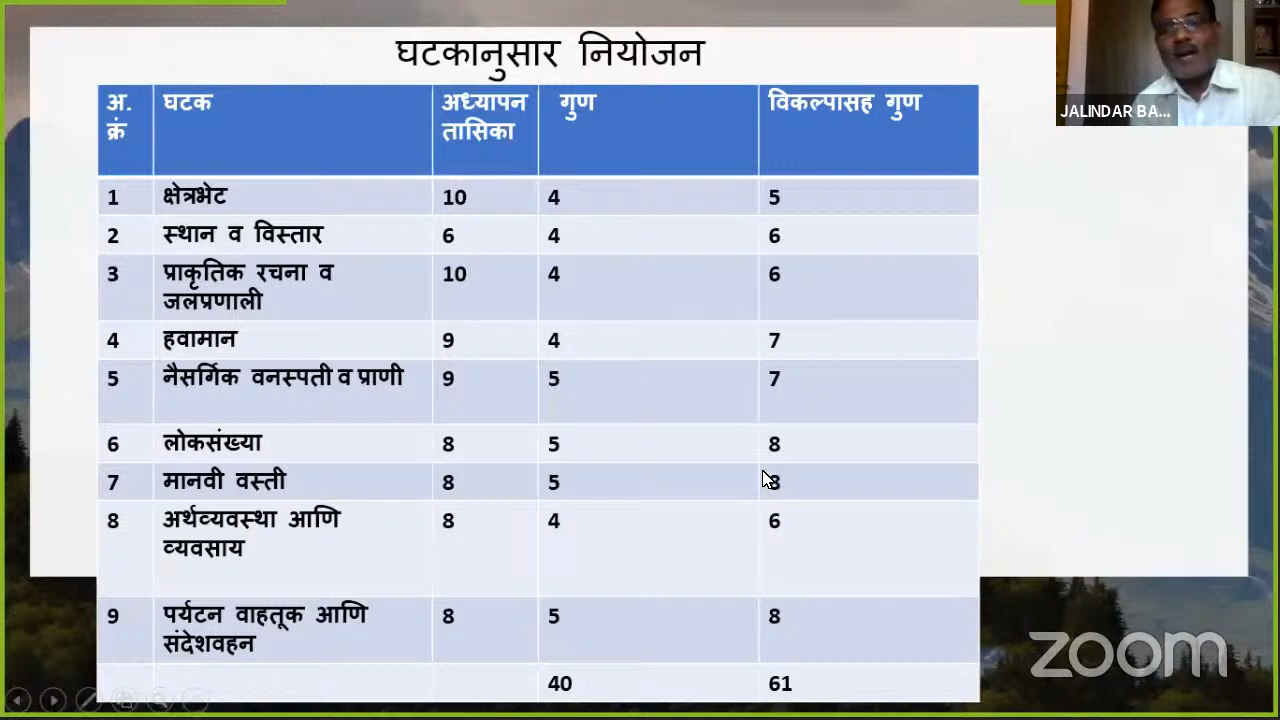 घटकानुसार नियोजन
JALINDAR BA...
अ. क्रं घटक अध्यापन तासिका गुण विकल्पासह गुण
1 क्षेत्रभेट 10 4 5
2 स्थान व विस्तार 6 4 6
3 प्राकृतिक रचना व जलप्रणाली 10 4 6
4 हवामान 9 4 7
5 नैसर्गिक वनस्पती व प्राणी 9 5 7
6 लोकसंख्या 8 5 8
7 मानवी वस्ती 8 5 8
8 अर्थव्यवस्था आणि व्यवसाय 8 4 6
9 पर्यटन वाहतूक आणि संदेशवहन 8 5 8
40 61
zoom